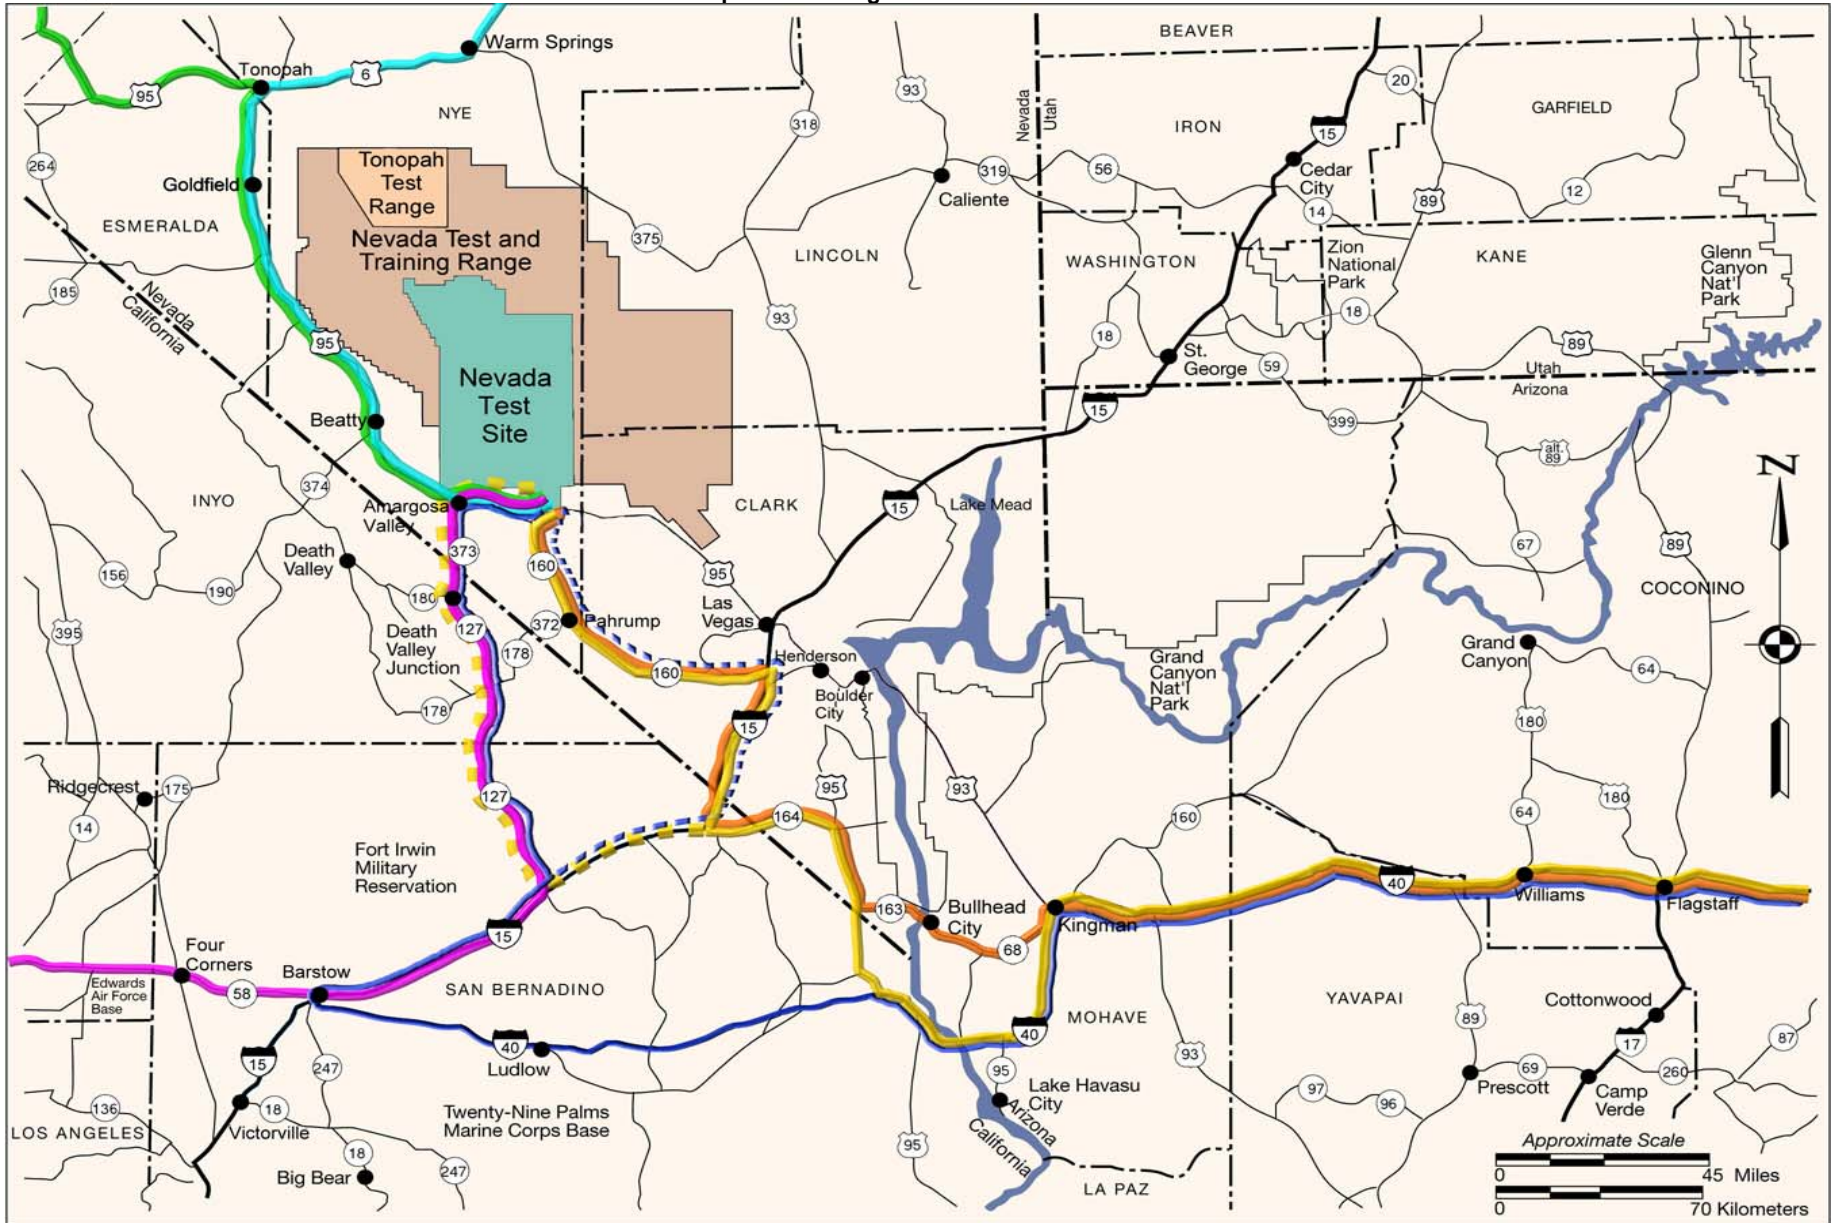 Warm Springs
Tonopah
6
95
NYE
BEAVER
93
318
Nevada
Utah
IRON
20
15
GARFIELD
264
Goldfield
Tonopah
Test
Range
Caliente
319
56
Cedar
City
14
89
12
ESMERALDA
Nevada Test and
Training Range
375
LINCOLN
WASHINGTON
Zion
National
Park
KANE
Glenn
Canyon
Nat'l
Park
185
Nevada
California
95
93
18
18
St.
George
59
89
Utah
Arizona
Nevada
Test
Site
Beatty
15
399
alt.
89
374
INYO
Amargosa
Valley
CLARK
15
Lake Mead
N
Death
Valley
373
160
95
67
89
156
190
180
COCONINO
395
127
372
Pahrump
Las
Vegas
Death
Valley
Junction
178
160
Henderson
Boulder
City
Grand
Canyon
Nat'l
Park
Grand
Canyon
64
178
15
180
Ridgecrest
175
127
95
93
180
14
164
160
64
Fort Irwin
Military
Reservation
40
Williams
Flagstaff
163
Bullhead
City
Kingman
15
68
Four
Corners
Barstow
Edwards
Air Force
Base
58
SAN BERNADINO
MOHAVE
YAVAPAI
Cottonwood
40
Ludlow
40
89
17
87
15
247
95
93
Lake Havasu
City
Prescott
69
260
Camp
Verde
97
96
136
18
Victorville
Twenty-Nine Palms
Marine Corps Base
LOS ANGELES
Arizona
California
95
18
Big Bear
247
LA PAZ
Approximate Scale
0 45 Miles
0 70 Kilometers